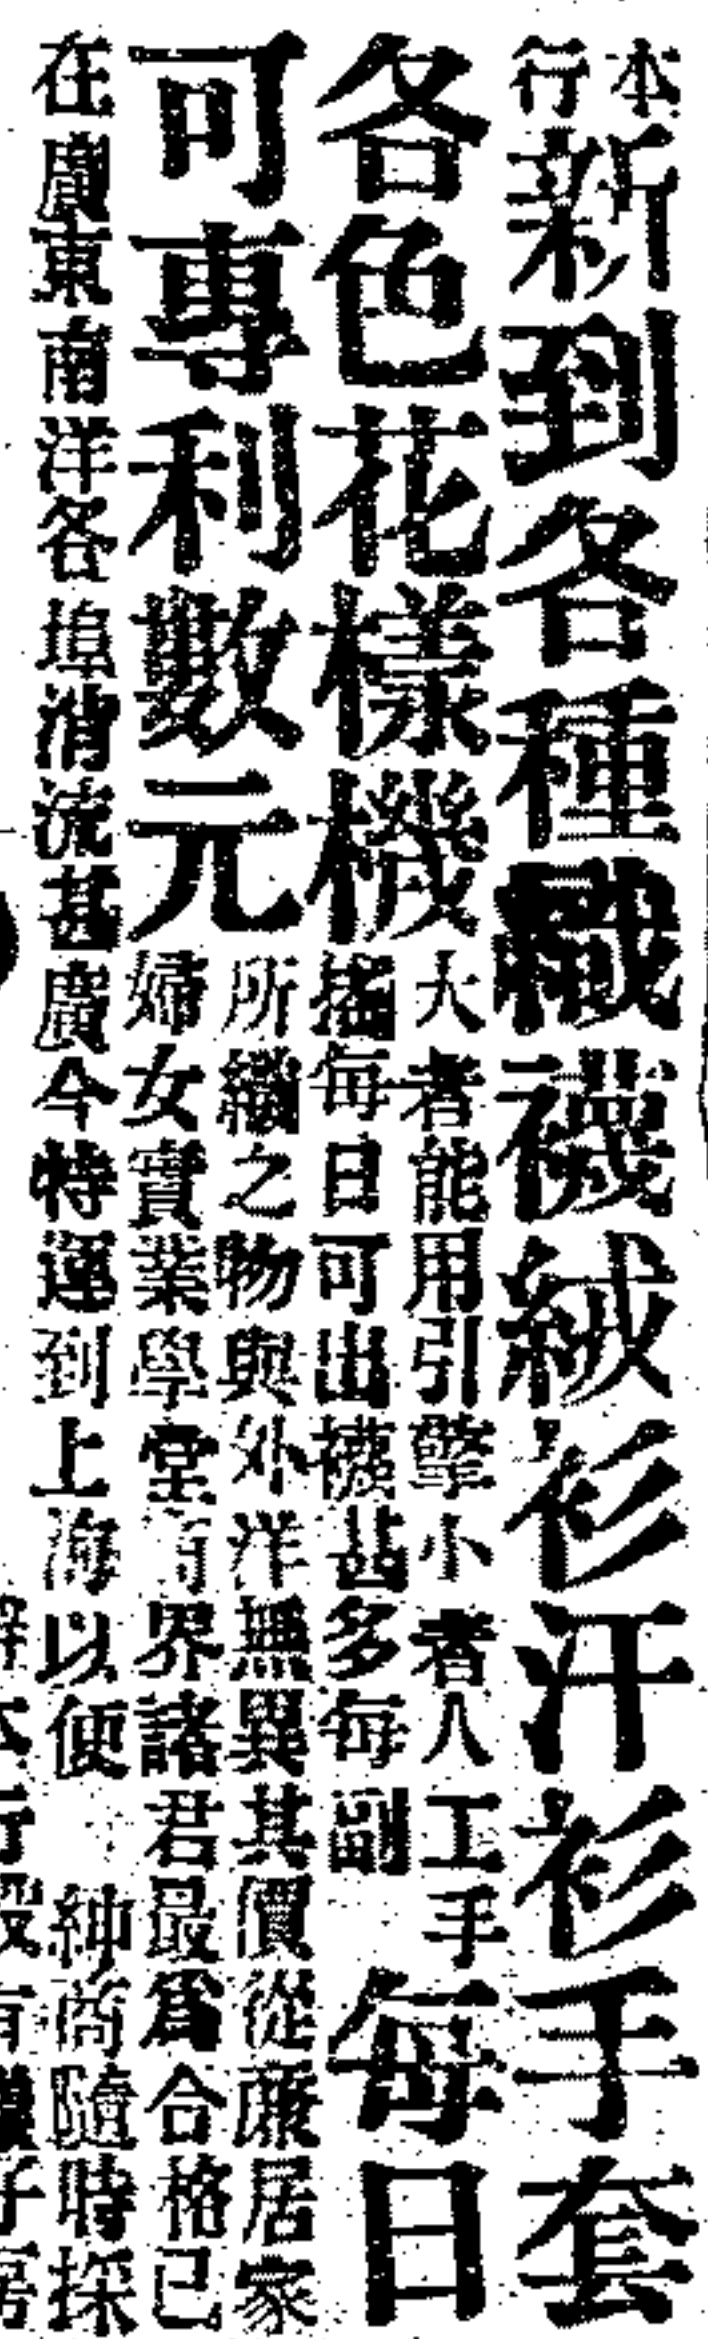 本行新到各種織襪絨衫汗衫手套
各色花樣機大者能用引擎小者人工手
搖每日可出襪甚多每副
每日
可專利數元所織之物與外洋無異其價從廉居家
婦女實業學堂
界諸君最爲合格已
在廣東南洋各埠消流甚廣今特運到上海以便
紳商隨時採